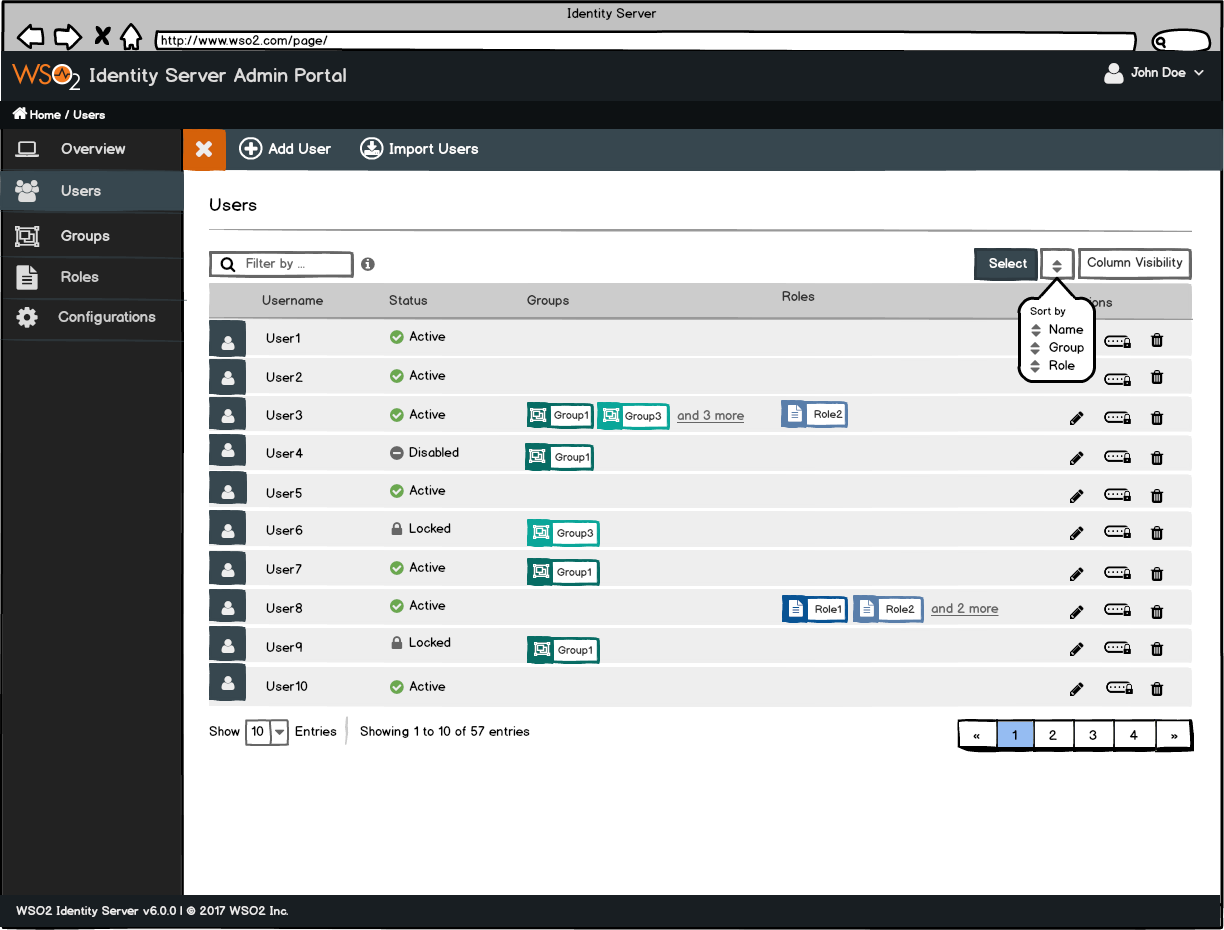 Identity Server
http://www.wso2.com/page/
WSO2 Identity Server Admin Portal
John Doe
Home / Users
Overview
Add User
Import Users
Users
Groups
Roles
Configurations
Users
Filter by ...
Select
Column Visibility
Username Status Groups Roles ons
Sort by
Name
Group
Role
User1 Active
User2 Active
User3 Active Group1 Group3 and 3 more Role2
User4 Disabled Group1
User5 Active
User6 Locked Group3
User7 Active Group1
User8 Active Role1 Role2 and 2 more
User9 Locked Group1
User10 Active
Show 10 Entries Showing 1 to 10 of 57 entries
« 1 2 3 4 »
WSO2 Identity Server v6.0.0 | © 2017 WSO2 Inc.